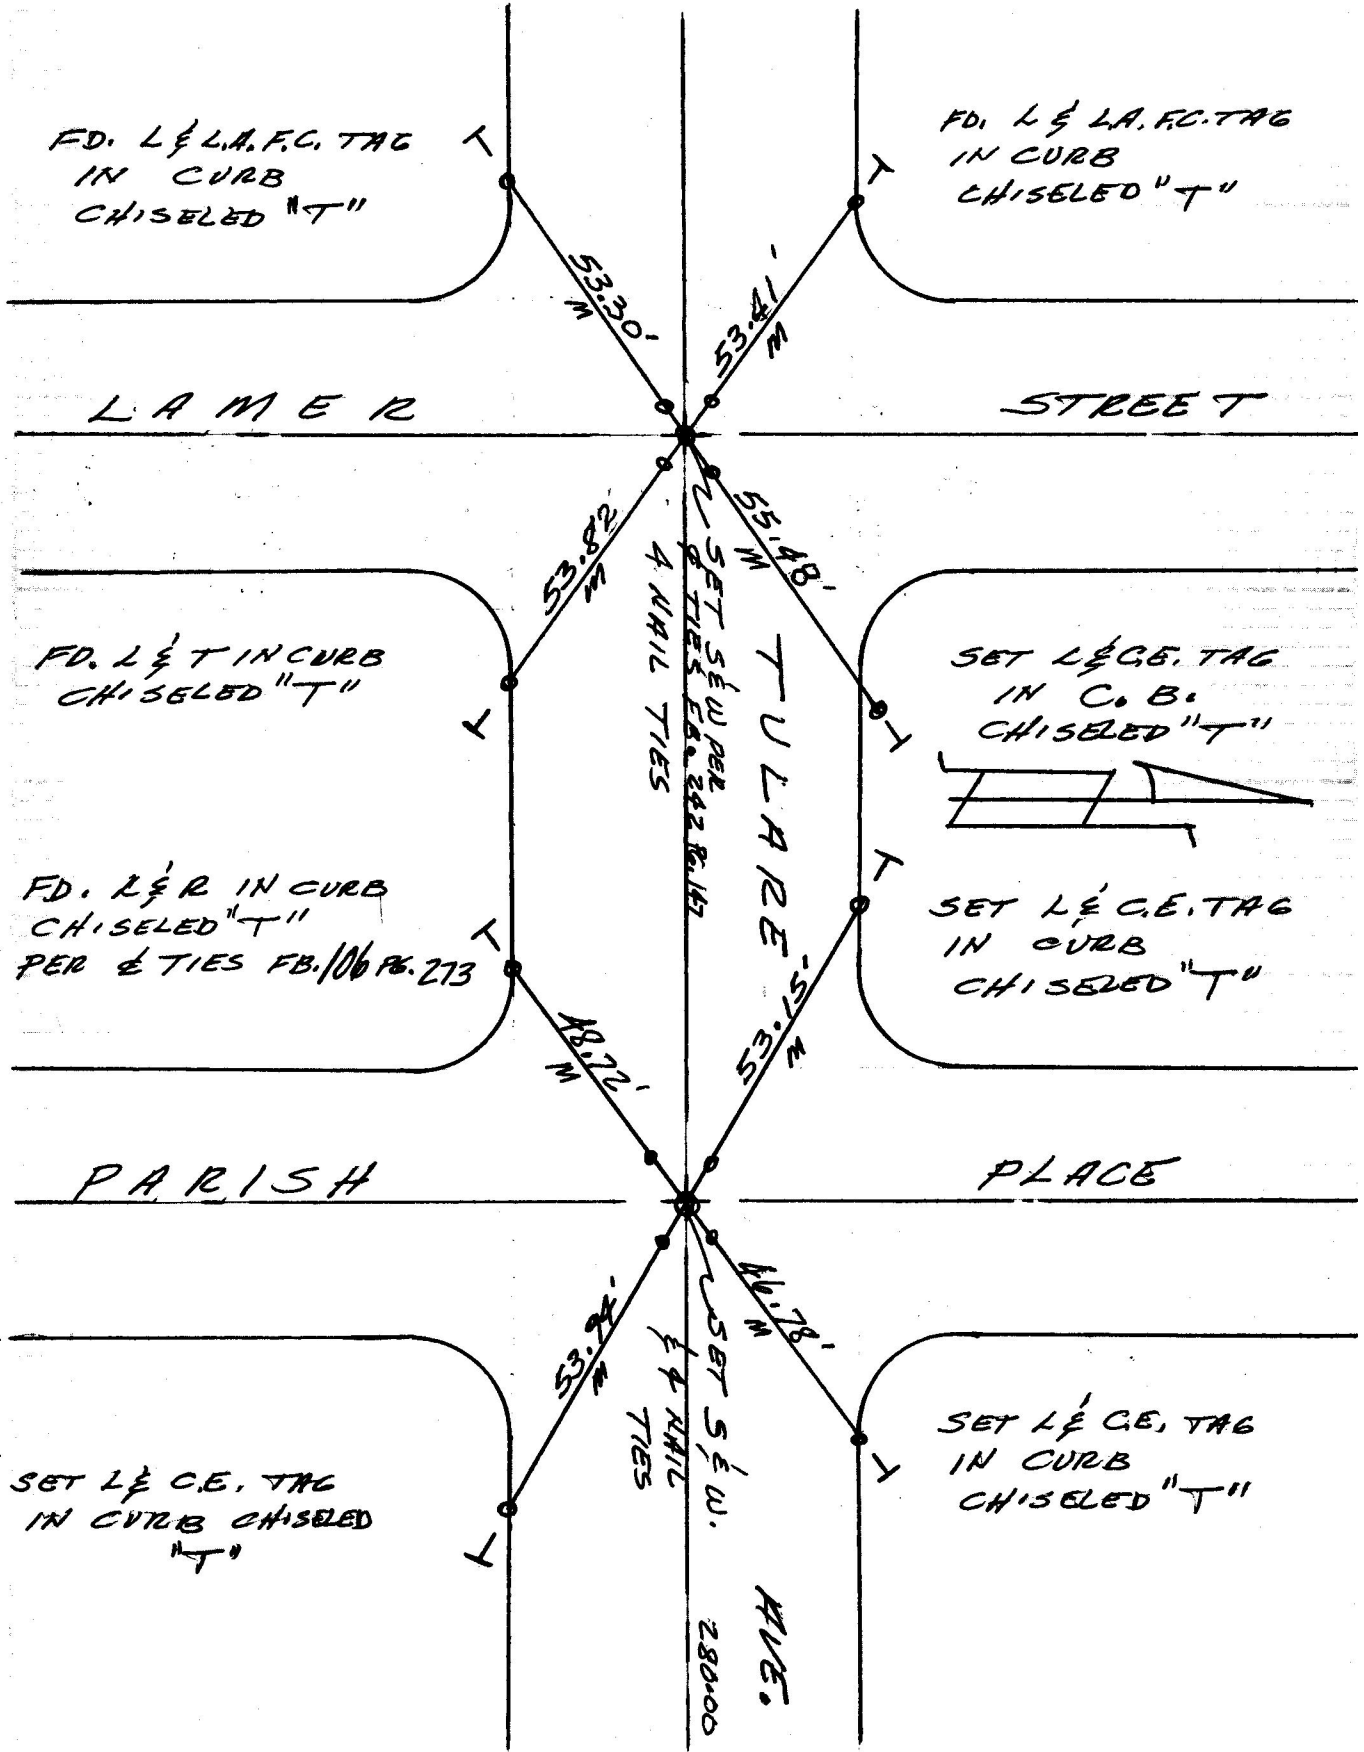 FD. L & L.A.F.C. TAG
IN CURB
CHISELED "T"
T
FD. L & L.A.F.C. TAG
IN CURB
CHISELED "T"
T
53.30'
M
53.41'
M
LAMER STREET
53.82
M
55.48'
M
SET S&W PER
& TIES F.B. 242 PG. 147
4 NAIL TIES
TULARE AVE.
FD. L & T IN CURB
CHISELED "T"
T
SET L & C.E. TAG
IN C.B.
CHISELED "T"
T
FD. L & R IN CURB
CHISELED "T"
PER ₵ TIES FB. 106 PG. 273
T
SET L & C.E. TAG
IN CURB
CHISELED "T"
T
48.72'
M
53.15'
M
PARISH PLACE
53.94'
M
46.78'
M
SET S & W.
& 4 NAIL
TIES
SET L & C.E. TAG
IN CURB CHISELED
"T"
T
SET L & C.E. TAG
IN CURB
CHISELED "T"
T